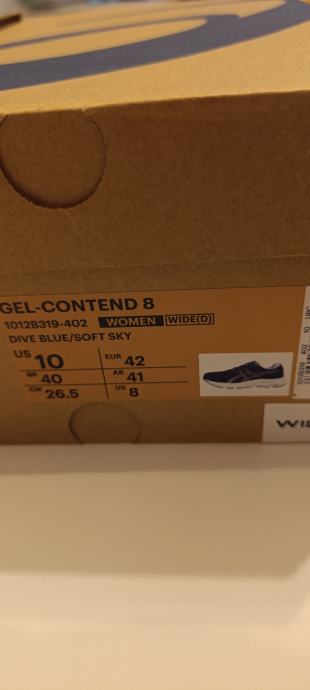 GEL-CONTEND 8
1012B319-402 WOMEN WIDE(D)
DIVE BLUE/SOFT SKY
US 10 EUR 42
BR 40 AR 41
CM 26.5 UK 8